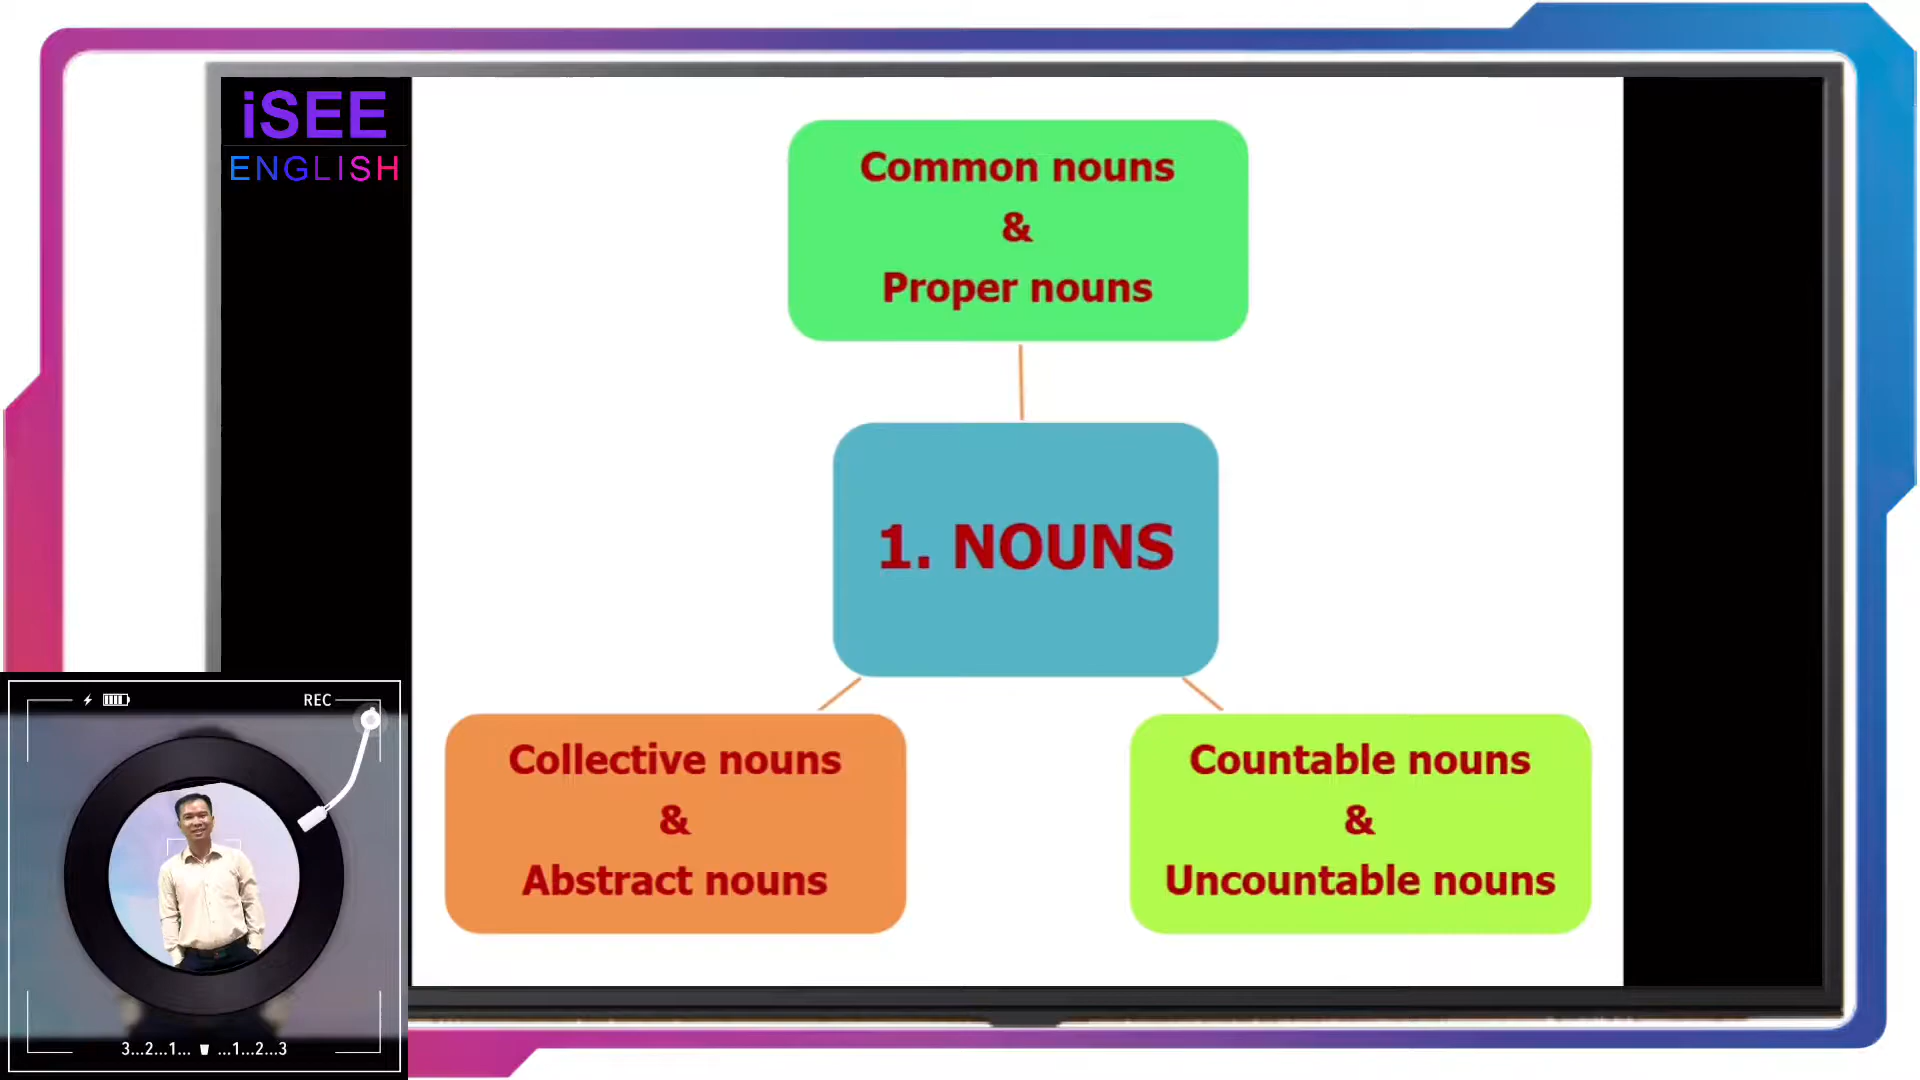 iSEE
ENGLISH
Common nouns
&
Proper nouns
1. NOUNS
Collective nouns
&
Abstract nouns
Countable nouns
&
Uncountable nouns
REC
3...2...1... ...1...2...3